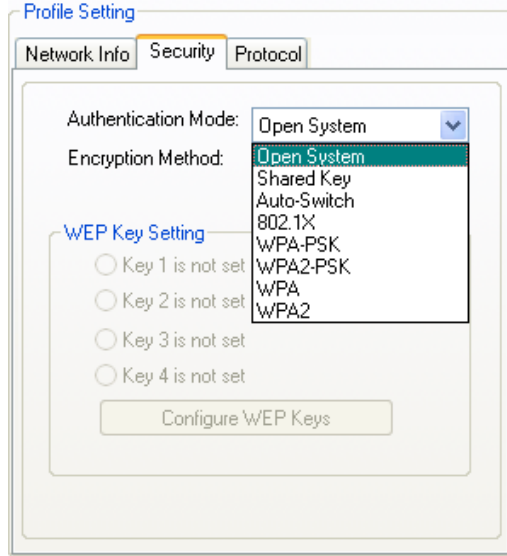 Profile Setting
Network Info Security Protocol
Authentication Mode: Open System
Encryption Method:
Open System
Shared Key
Auto-Switch
802.1X
WPA-PSK
WPA2-PSK
WPA
WPA2
WEP Key Setting
Key 1 is not set
Key 2 is not set
Key 3 is not set
Key 4 is not set
Configure WEP Keys